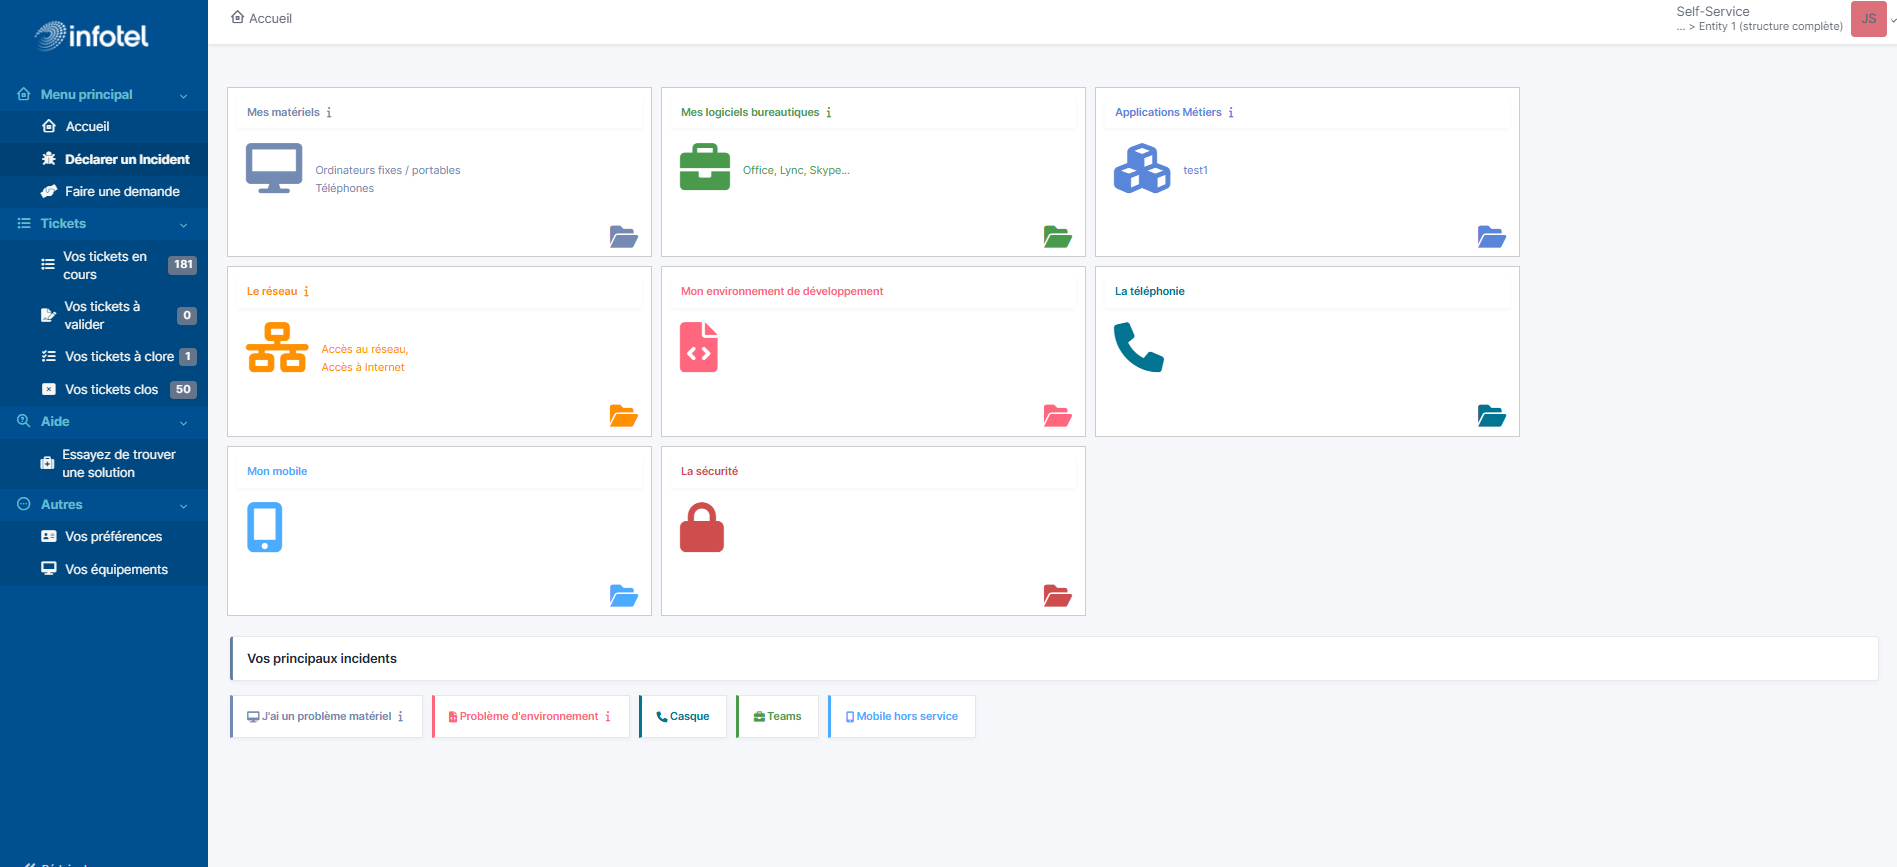 infotel
Menu principal
Accueil
Déclarer un Incident
Faire une demande
Tickets
Vos tickets en
cours
181
Vos tickets à
valider
0
Vos tickets à clore 1
Vos tickets clos 50
Aide
Essayez de trouver
une solution
Autres
Vos préférences
Vos équipements
Accueil
Self-Service
... > Entity 1 (structure complète)
JS
Mes matériels
Ordinateurs fixes / portables
Téléphones
Mes logiciels bureautiques
Office, Lync, Skype...
Applications Métiers
test1
Le réseau
Accès au réseau,
Accès à Internet
Mon environnement de développement
La téléphonie
Mon mobile
La sécurité
Vos principaux incidents
J'ai un problème matériel
Problème d'environnement
Casque
Teams
Mobile hors service